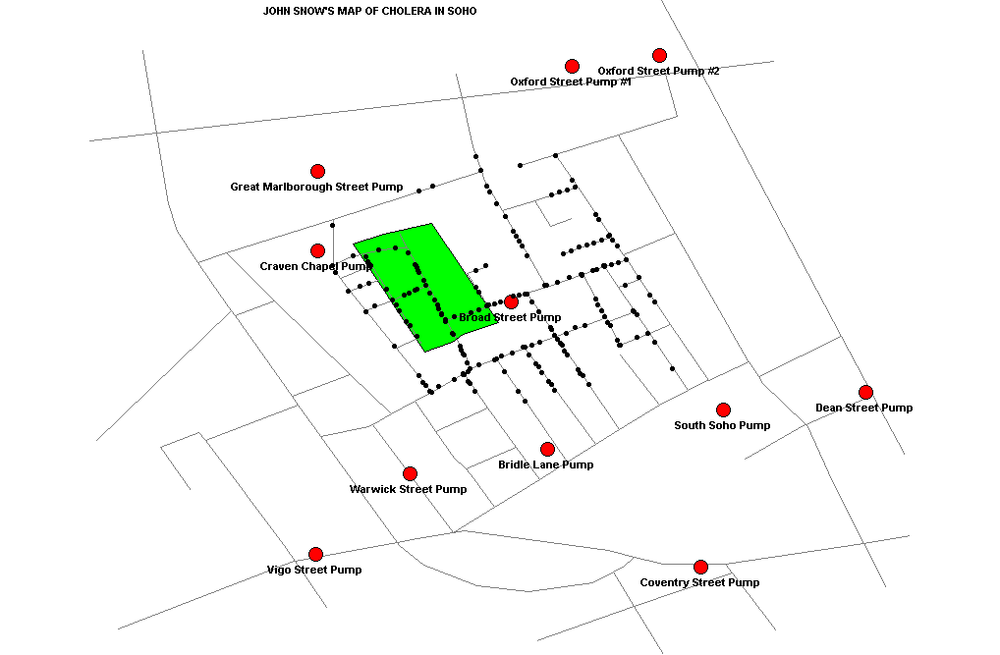 JOHN SNOW'S MAP OF CHOLERA IN SOHO
Oxford Street Pump #2
Oxford Street Pump #1
Great Marlborough Street Pump
Craven Chapel Pump
Broad Street Pump
Dean Street Pump
South Soho Pump
Bridle Lane Pump
Warwick Street Pump
Vigo Street Pump
Coventry Street Pump